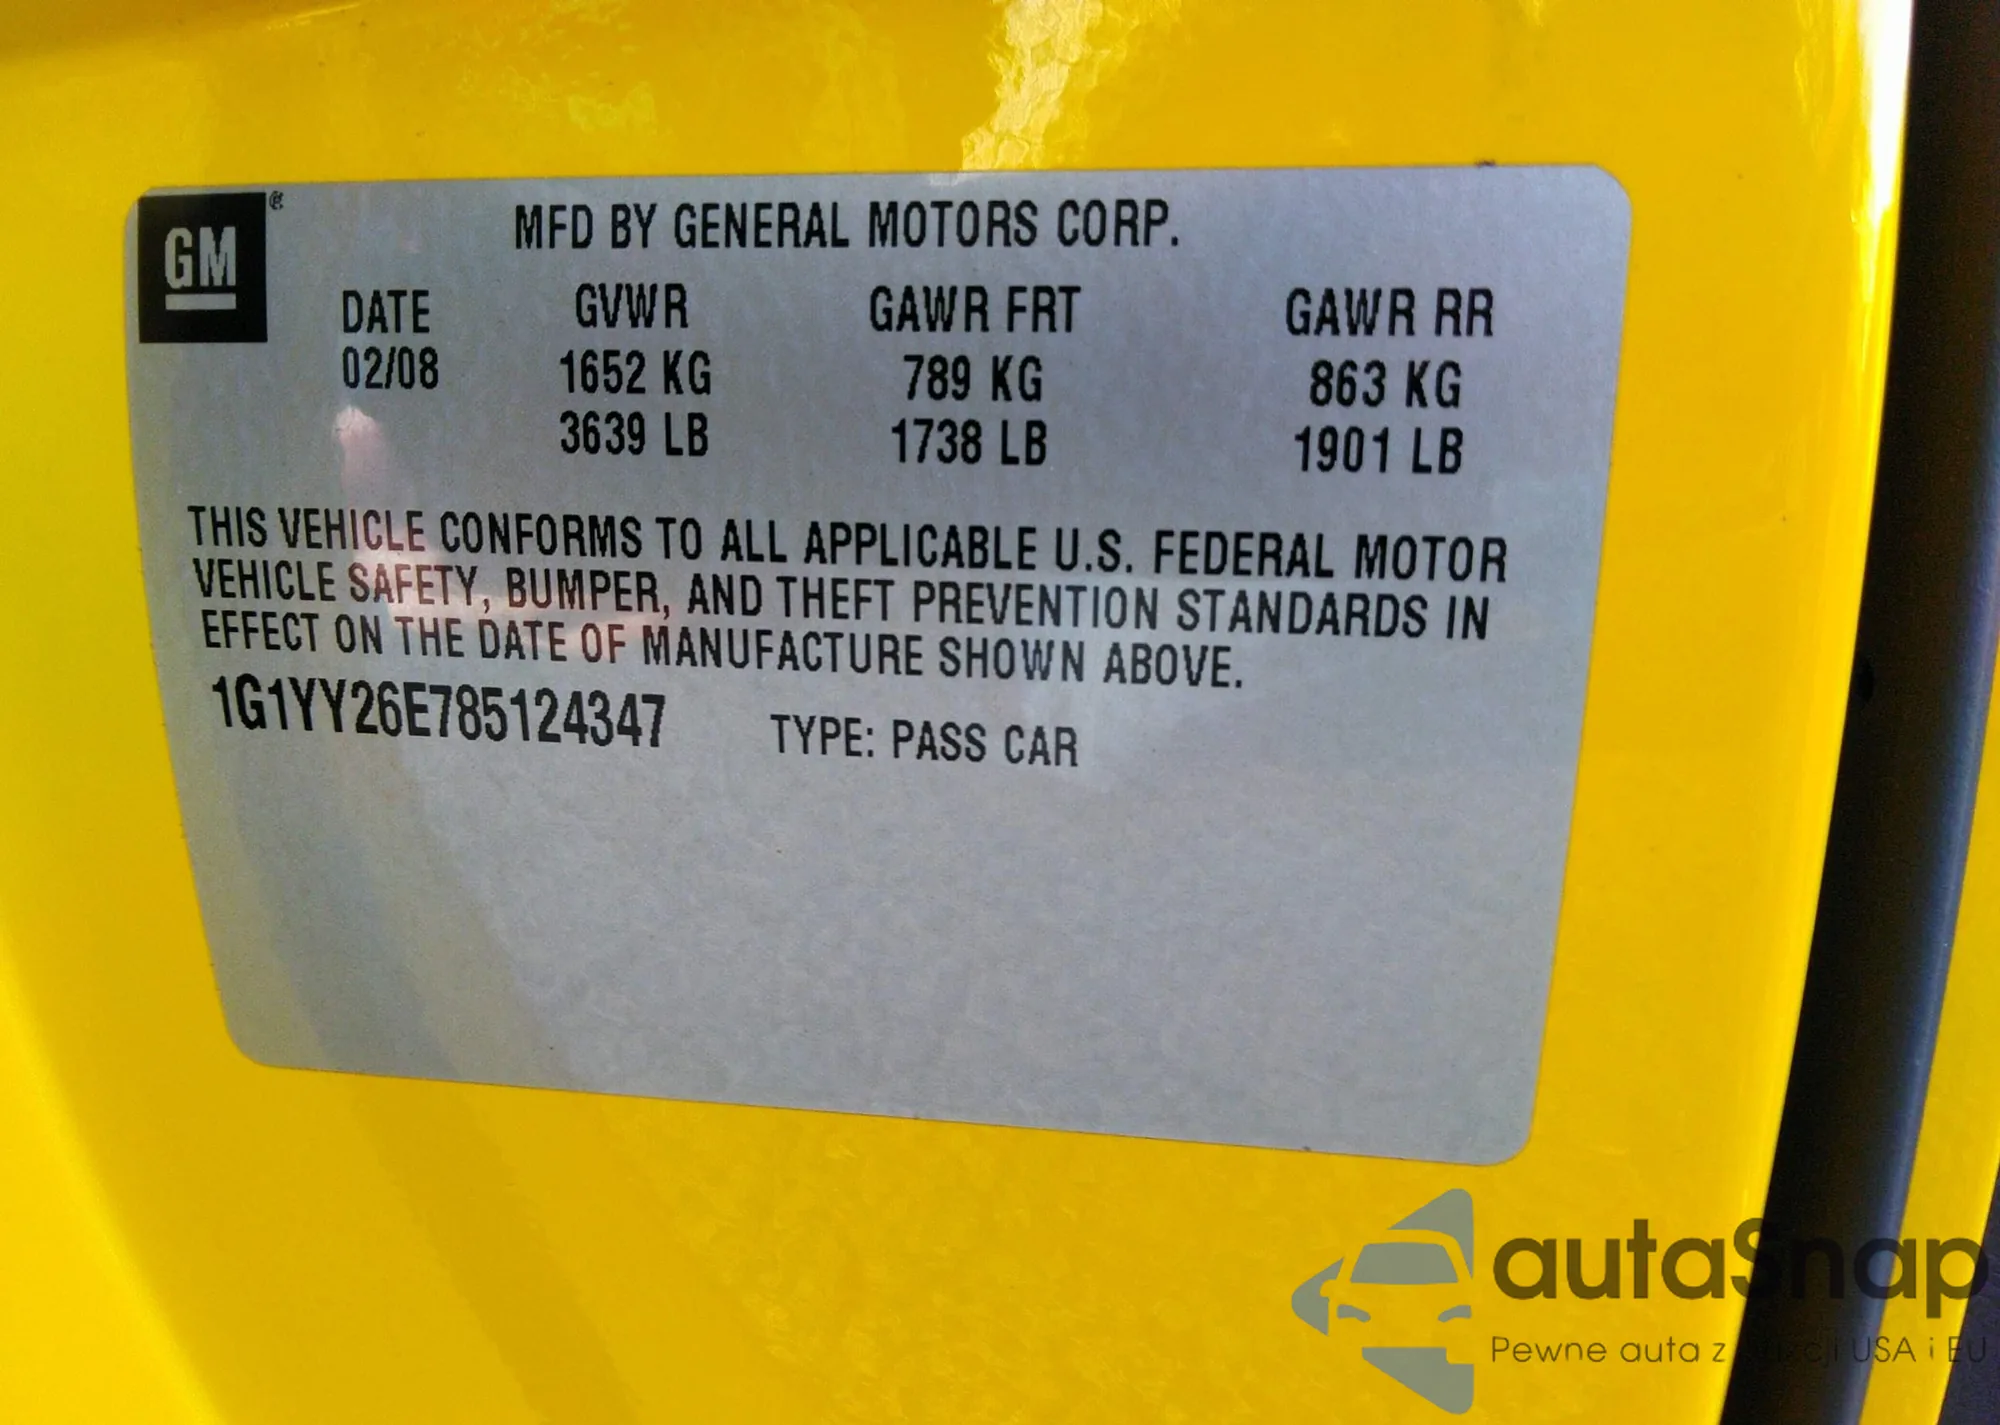 GM
MFD BY GENERAL MOTORS CORP.
DATE GVWR GAWR FRT GAWR RR
02/08 1652 KG 789 KG 863 KG
3639 LB 1738 LB 1901 LB
THIS VEHICLE CONFORMS TO ALL APPLICABLE U.S. FEDERAL MOTOR
VEHICLE SAFETY, BUMPER, AND THEFT PREVENTION STANDARDS IN
EFFECT ON THE DATE OF MANUFACTURE SHOWN ABOVE.
1G1YY26E785124347 TYPE: PASS CAR
autaSnap
Pewne auta z aukcji USA i EU